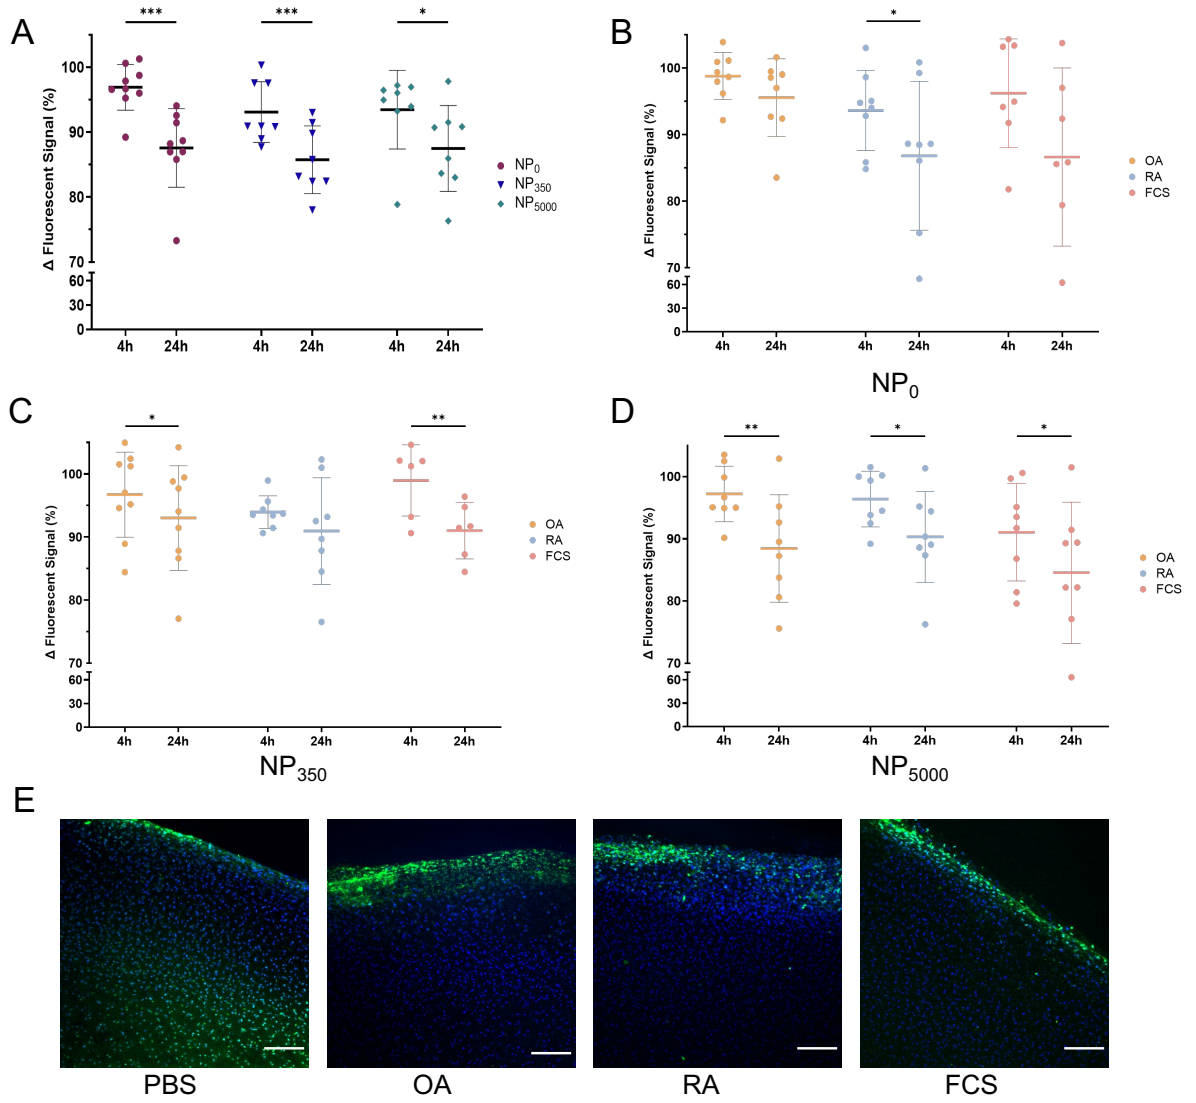 A
*** *** *
Δ Fluorescent Signal (%)
100
90
80
70
60
30
0
4h 24h 4h 24h 4h 24h
NP0
NP350
NP5000
B
*
Δ Fluorescent Signal (%)
100
90
80
70
60
30
0
4h 24h 4h 24h 4h 24h
OA
RA
FCS
NP0
C
* **
Δ Fluorescent Signal (%)
100
90
80
70
60
30
0
4h 24h 4h 24h 4h 24h
OA
RA
FCS
NP350
D
** * *
Δ Fluorescent Signal (%)
100
90
80
70
60
30
0
4h 24h 4h 24h 4h 24h
OA
RA
FCS
NP5000
E
PBS OA RA FCS